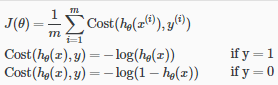 J(θ) = 1/m ∑_{i=1}^{m} Cost(h_θ(x^{(i)}), y^{(i)})
Cost(h_θ(x), y) = −log(h_θ(x)) if y = 1
Cost(h_θ(x), y) = −log(1 − h_θ(x)) if y = 0